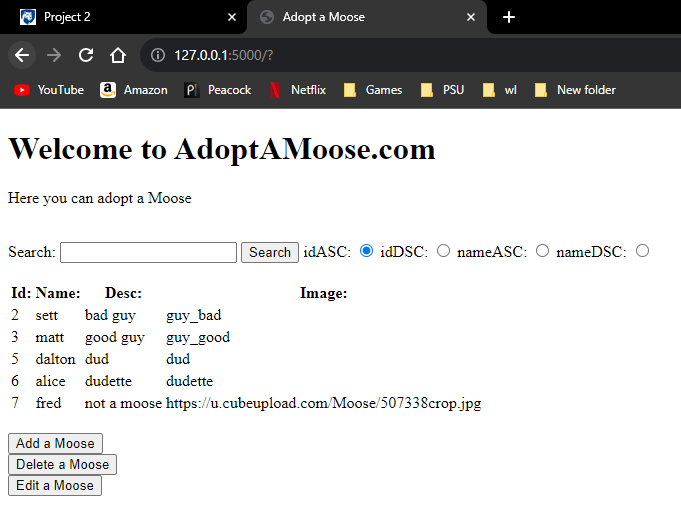 Project 2
Adopt a Moose
127.0.0.1:5000/?
YouTube Amazon Peacock Netflix Games PSU wl New folder
Welcome to AdoptAMoose.com
Here you can adopt a Moose
Search: Search idASC: idDSC: nameASC: nameDSC:
Id: Name: Desc: Image:
2 sett bad guy guy_bad
3 matt good guy guy_good
5 dalton dud dud
6 alice dudette dudette
7 fred not a moose https://u.cubeupload.com/Moose/507338crop.jpg
Add a Moose
Delete a Moose
Edit a Moose